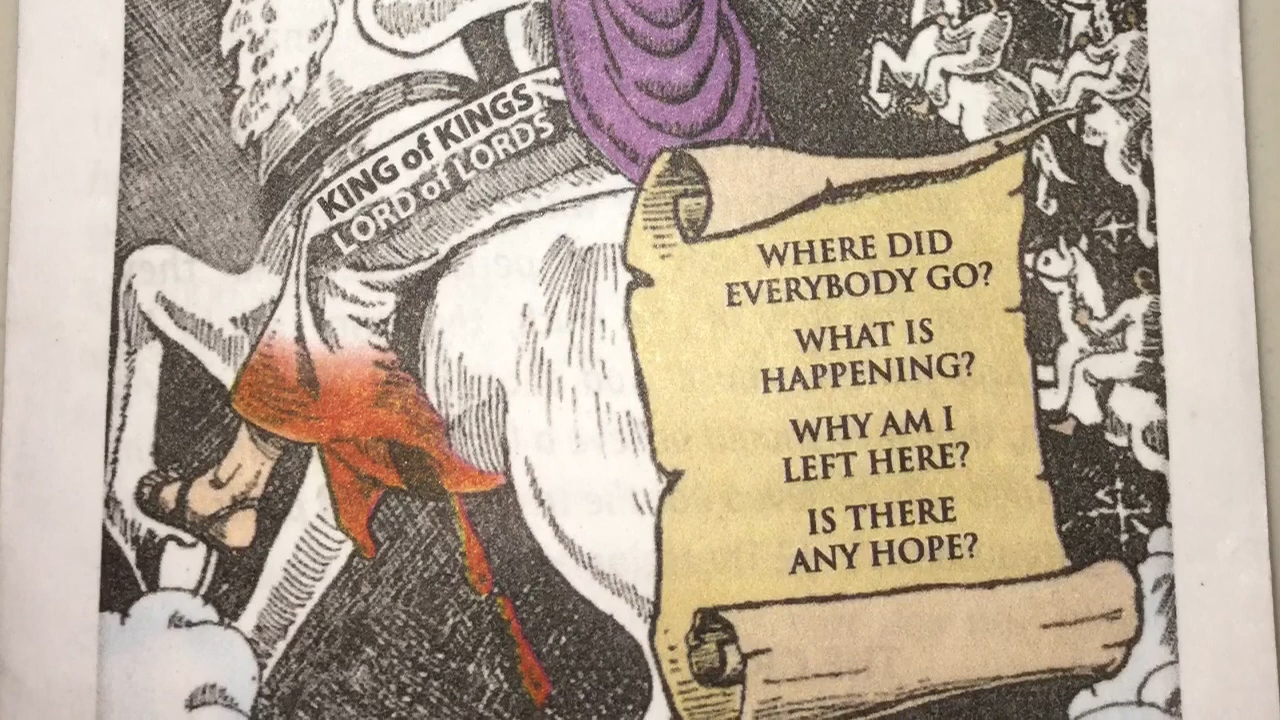 KING of KINGS
LORD of LORDS
WHERE DID
EVERYBODY GO?
WHAT IS
HAPPENING?
WHY AM I
LEFT HERE?
IS THERE
ANY HOPE?